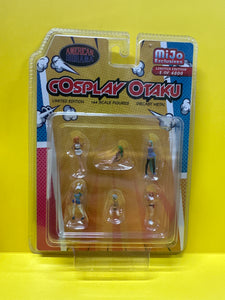 AMERICAN
DIORAMA
MiJo
Exclusives
LIMITED EDITION
1 OF 4800
COSPLAY OTAKU
LIMITED EDITION
1:64 SCALE FIGURES
DIECAST METAL